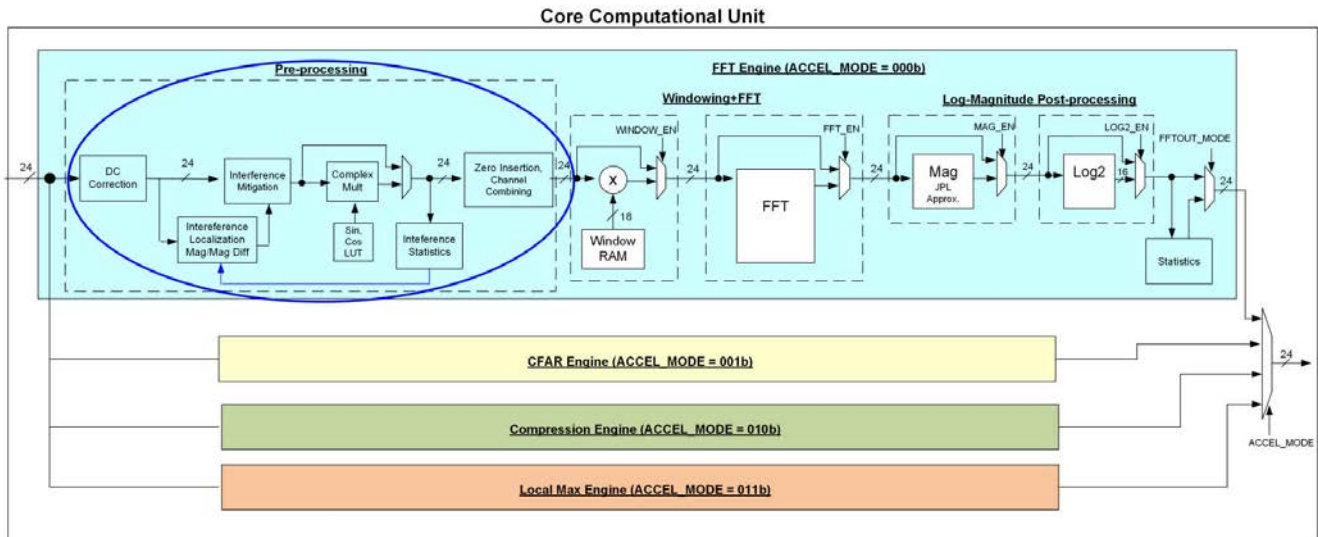 Core Computational Unit
Pre-processing
FFT Engine (ACCEL_MODE = 000b)
Windowing+FFT
Log-Magnitude Post-processing
WINDOW_EN
FFT_EN
MAG_EN
LOG2_EN
FFTOUT_MODE
24
DC
Correction
24
Interference
Mitigation
Complex
Mult
24
Zero Insertion,
Channel
Combining
24
X
24
FFT
24
Mag
JPL
Approx.
24
Log2
16
24
Intereference
Localization
Mag/Mag Diff
Sin,
Cos
LUT
Inteference
Statistics
18
Window
RAM
Statistics
CFAR Engine (ACCEL_MODE = 001b)
24
Compression Engine (ACCEL_MODE = 010b)
ACCEL_MODE
Local Max Engine (ACCEL_MODE = 011b)